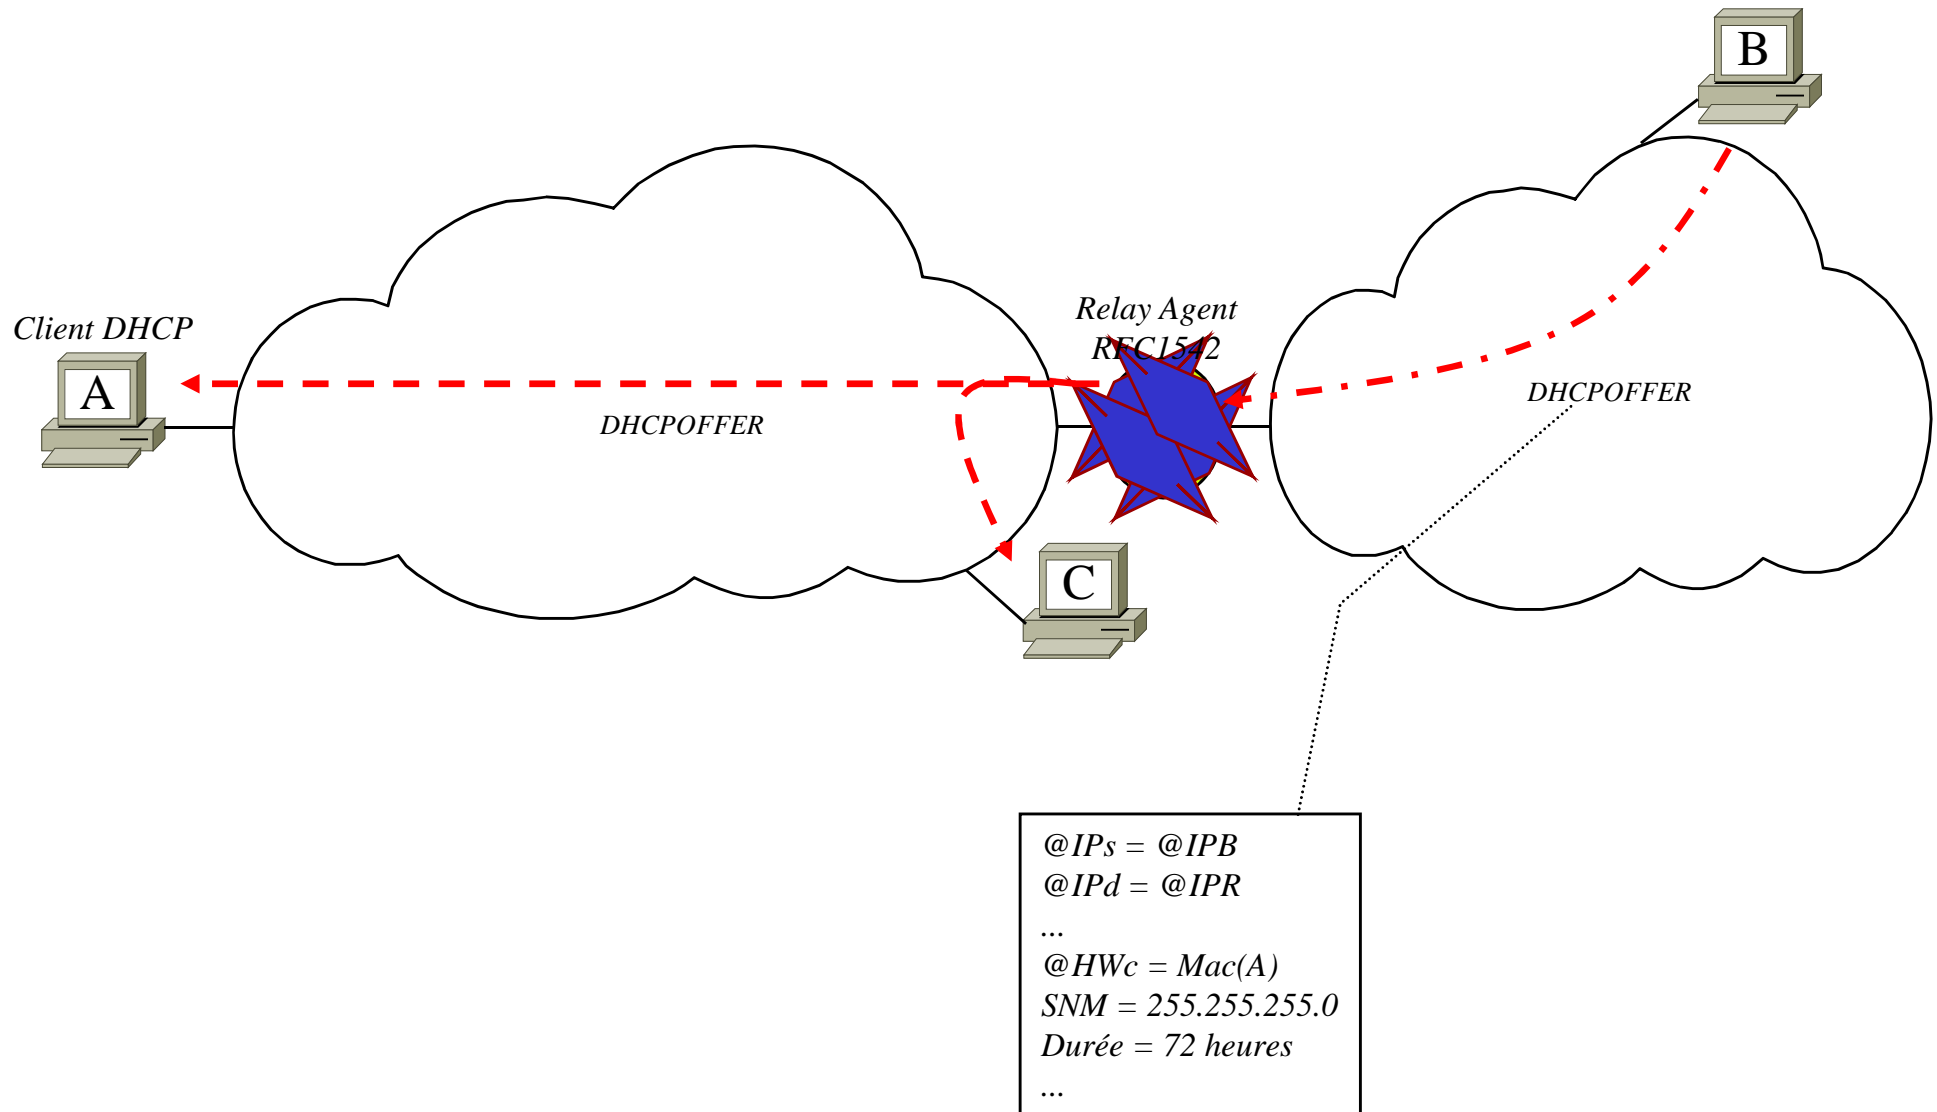 B
Relay Agent
RFC1542
Client DHCP
A
DHCPOFFER
DHCPOFFER
C
@IPs = @IPB
@IPd = @IPR
...
@HWc = Mac(A)
SNM = 255.255.255.0
Durée = 72 heures
...